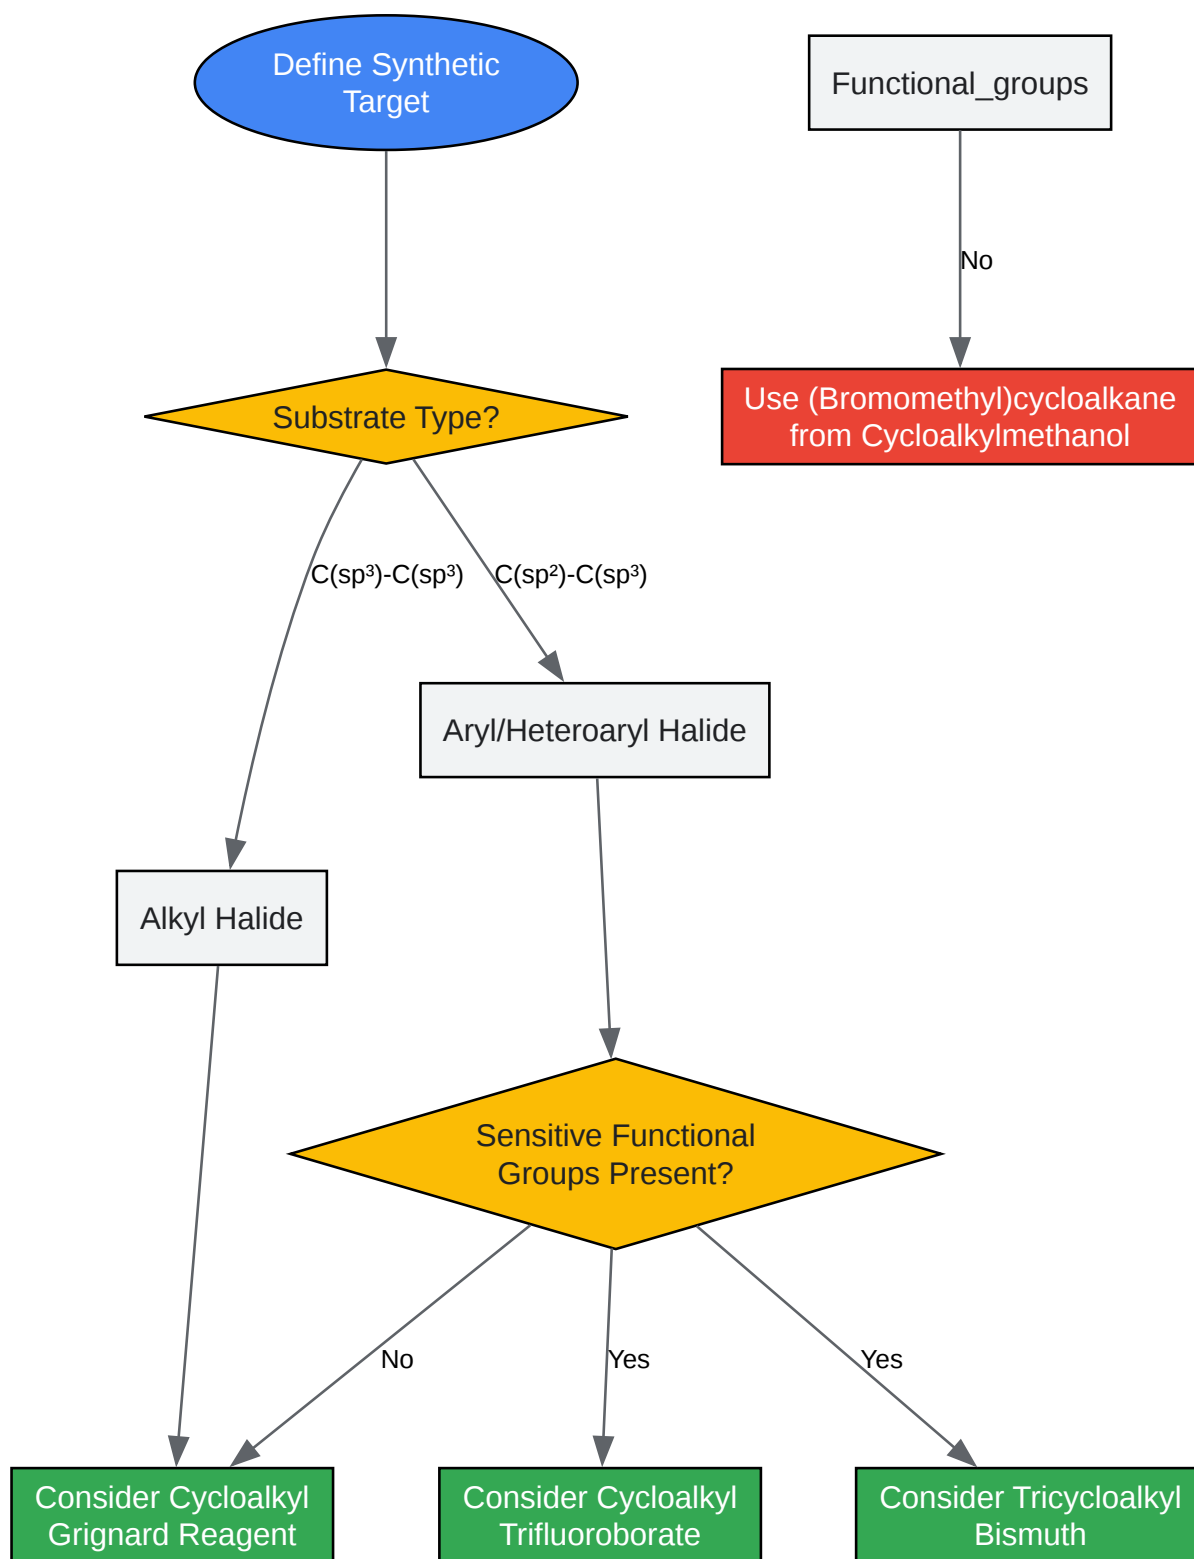 Define Synthetic
Target
Functional_groups
No
Substrate Type?
Use (Bromomethyl)cycloalkane
from Cycloalkylmethanol
C(sp³)-C(sp³)
C(sp²)-C(sp³)
Aryl/Heteroaryl Halide
Alkyl Halide
Sensitive Functional
Groups Present?
No
Yes
Yes
Consider Cycloalkyl
Grignard Reagent
Consider Cycloalkyl
Trifluoroborate
Consider Tricycloalkyl
Bismuth